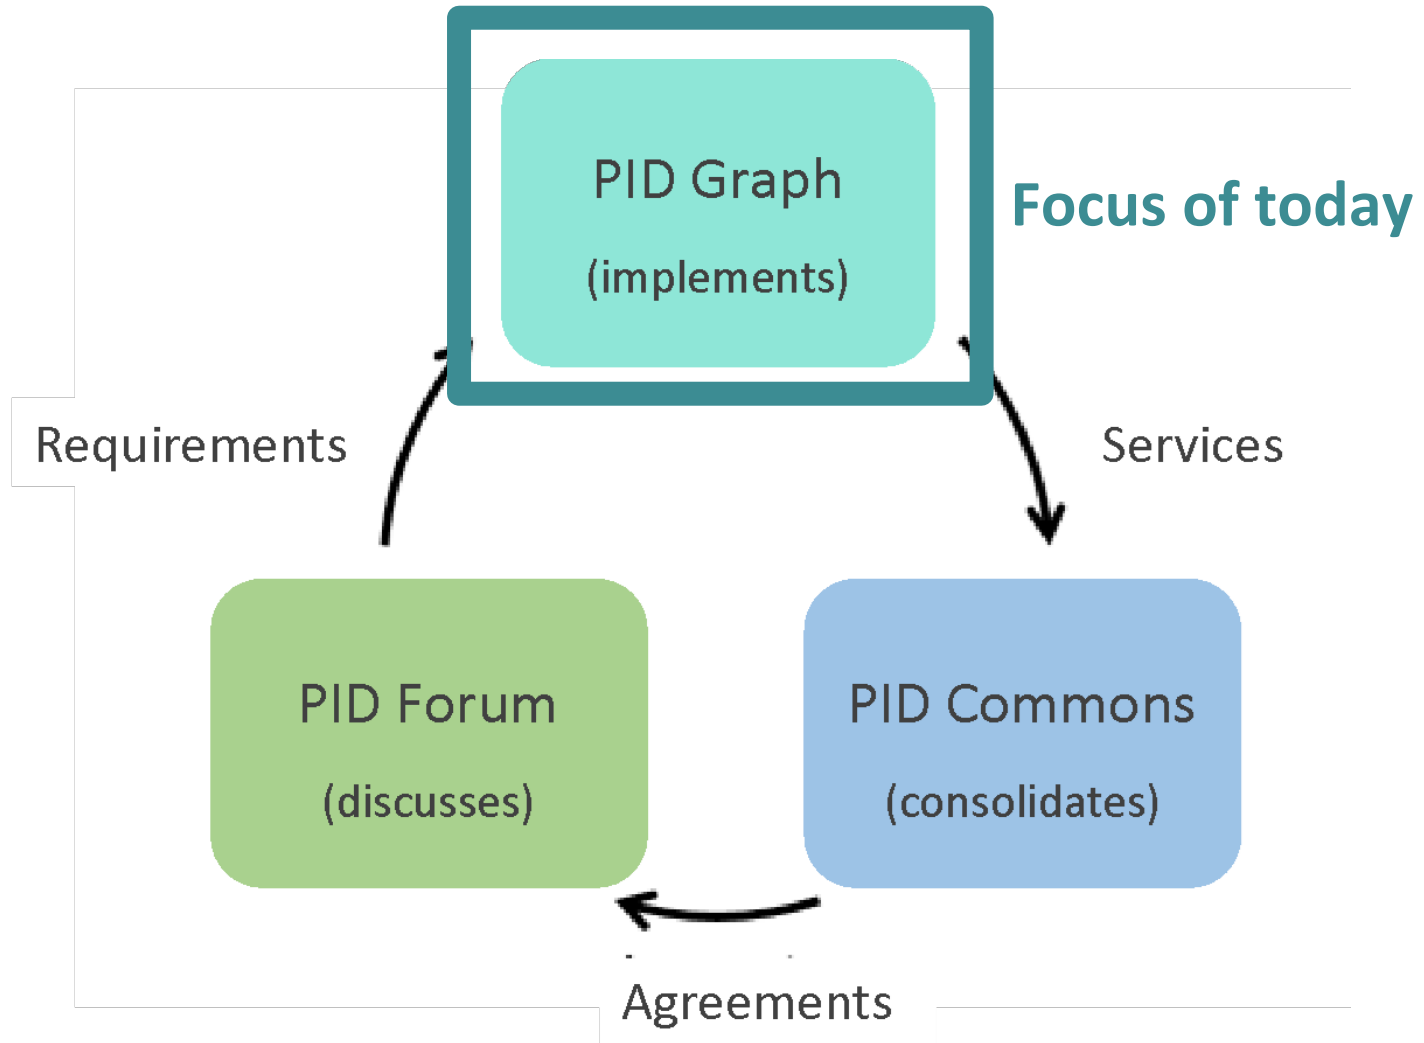 PID Graph
(implements)
Focus of today
Requirements
Services
PID Forum
(discusses)
PID Commons
(consolidates)
Agreements